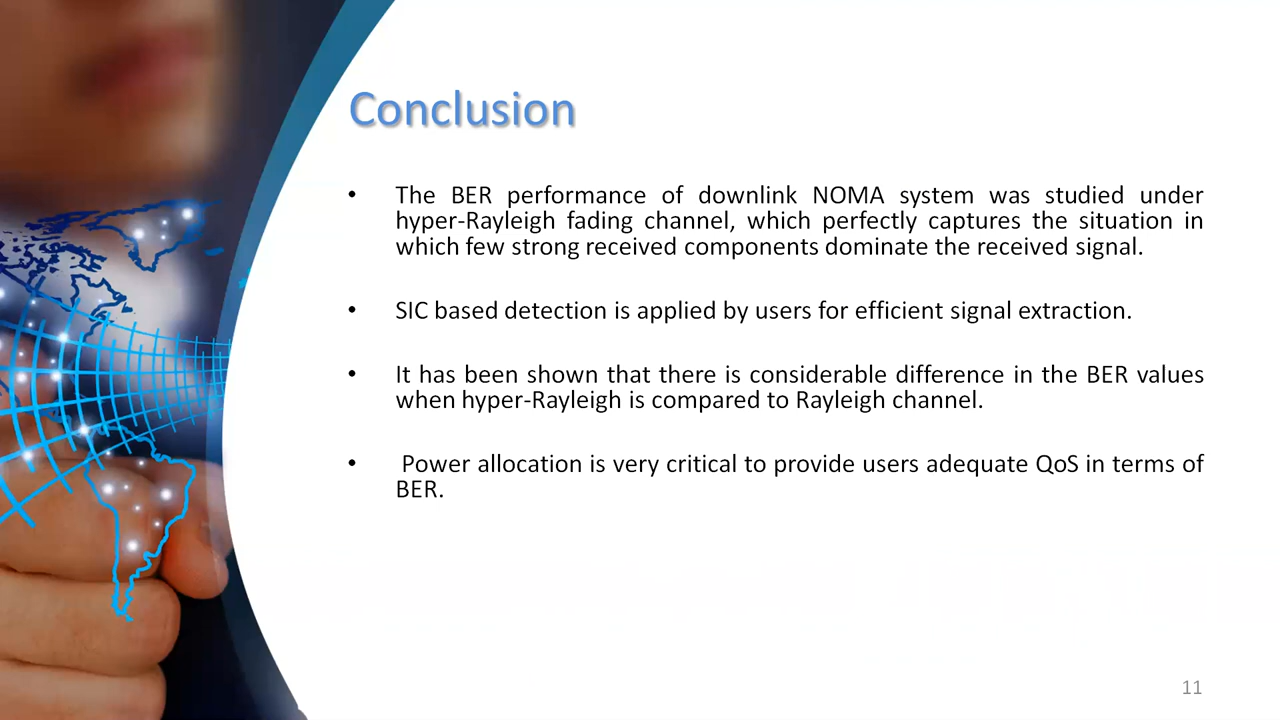 Conclusion
• The BER performance of downlink NOMA system was studied under
hyper-Rayleigh fading channel, which perfectly captures the situation in
which few strong received components dominate the received signal.
• SIC based detection is applied by users for efficient signal extraction.
• It has been shown that there is considerable difference in the BER values
when hyper-Rayleigh is compared to Rayleigh channel.
• Power allocation is very critical to provide users adequate QoS in terms of
BER.
11